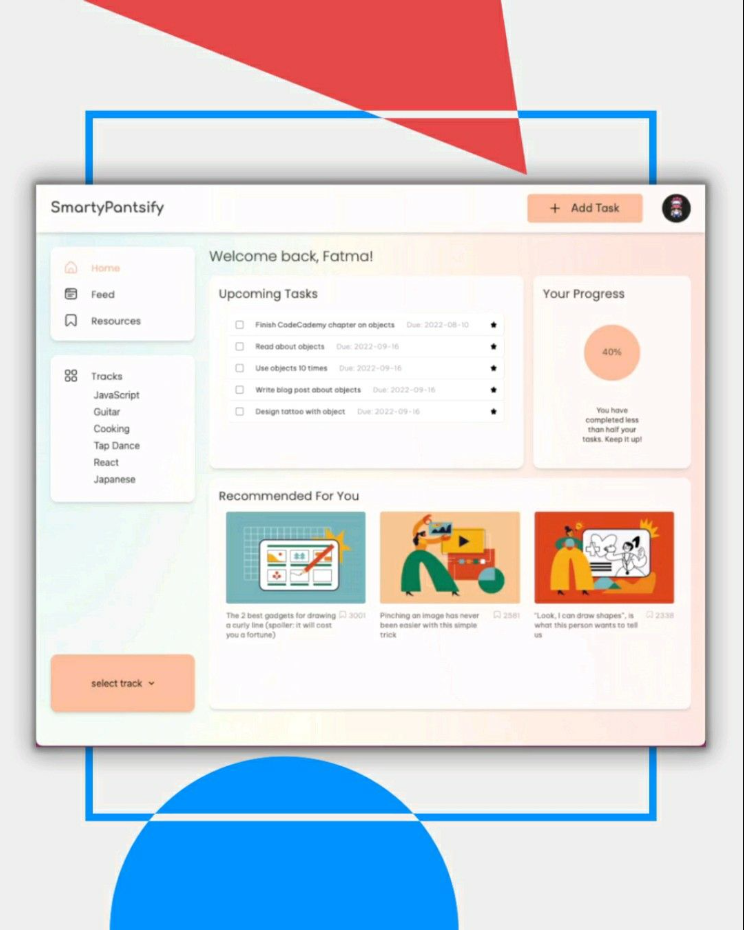 SmartyPantsify
+ Add Task
Home
Feed
Resources
Tracks
JavaScript
Guitar
Cooking
Tap Dance
React
Japanese
select track
Welcome back, Fatma!
Upcoming Tasks
Finish CodeCademy chapter on objects Due: 2022-08-10
Read about objects Due: 2022-09-16
Use objects 10 times Due: 2022-09-16
Write blog post about objects Due: 2022-09-16
Design tattoo with object Due: 2022-09-16
Your Progress
40%
You have
completed less
than half your
tasks. Keep it up!
Recommended For You
The 2 best gadgets for drawing 3001
a curly line (spoiler: it will cost
you a fortune)
Pinching an image has never 2581
been easier with this simple
trick
"Look, I can draw shapes", is 2338
what this person wants to tell
us